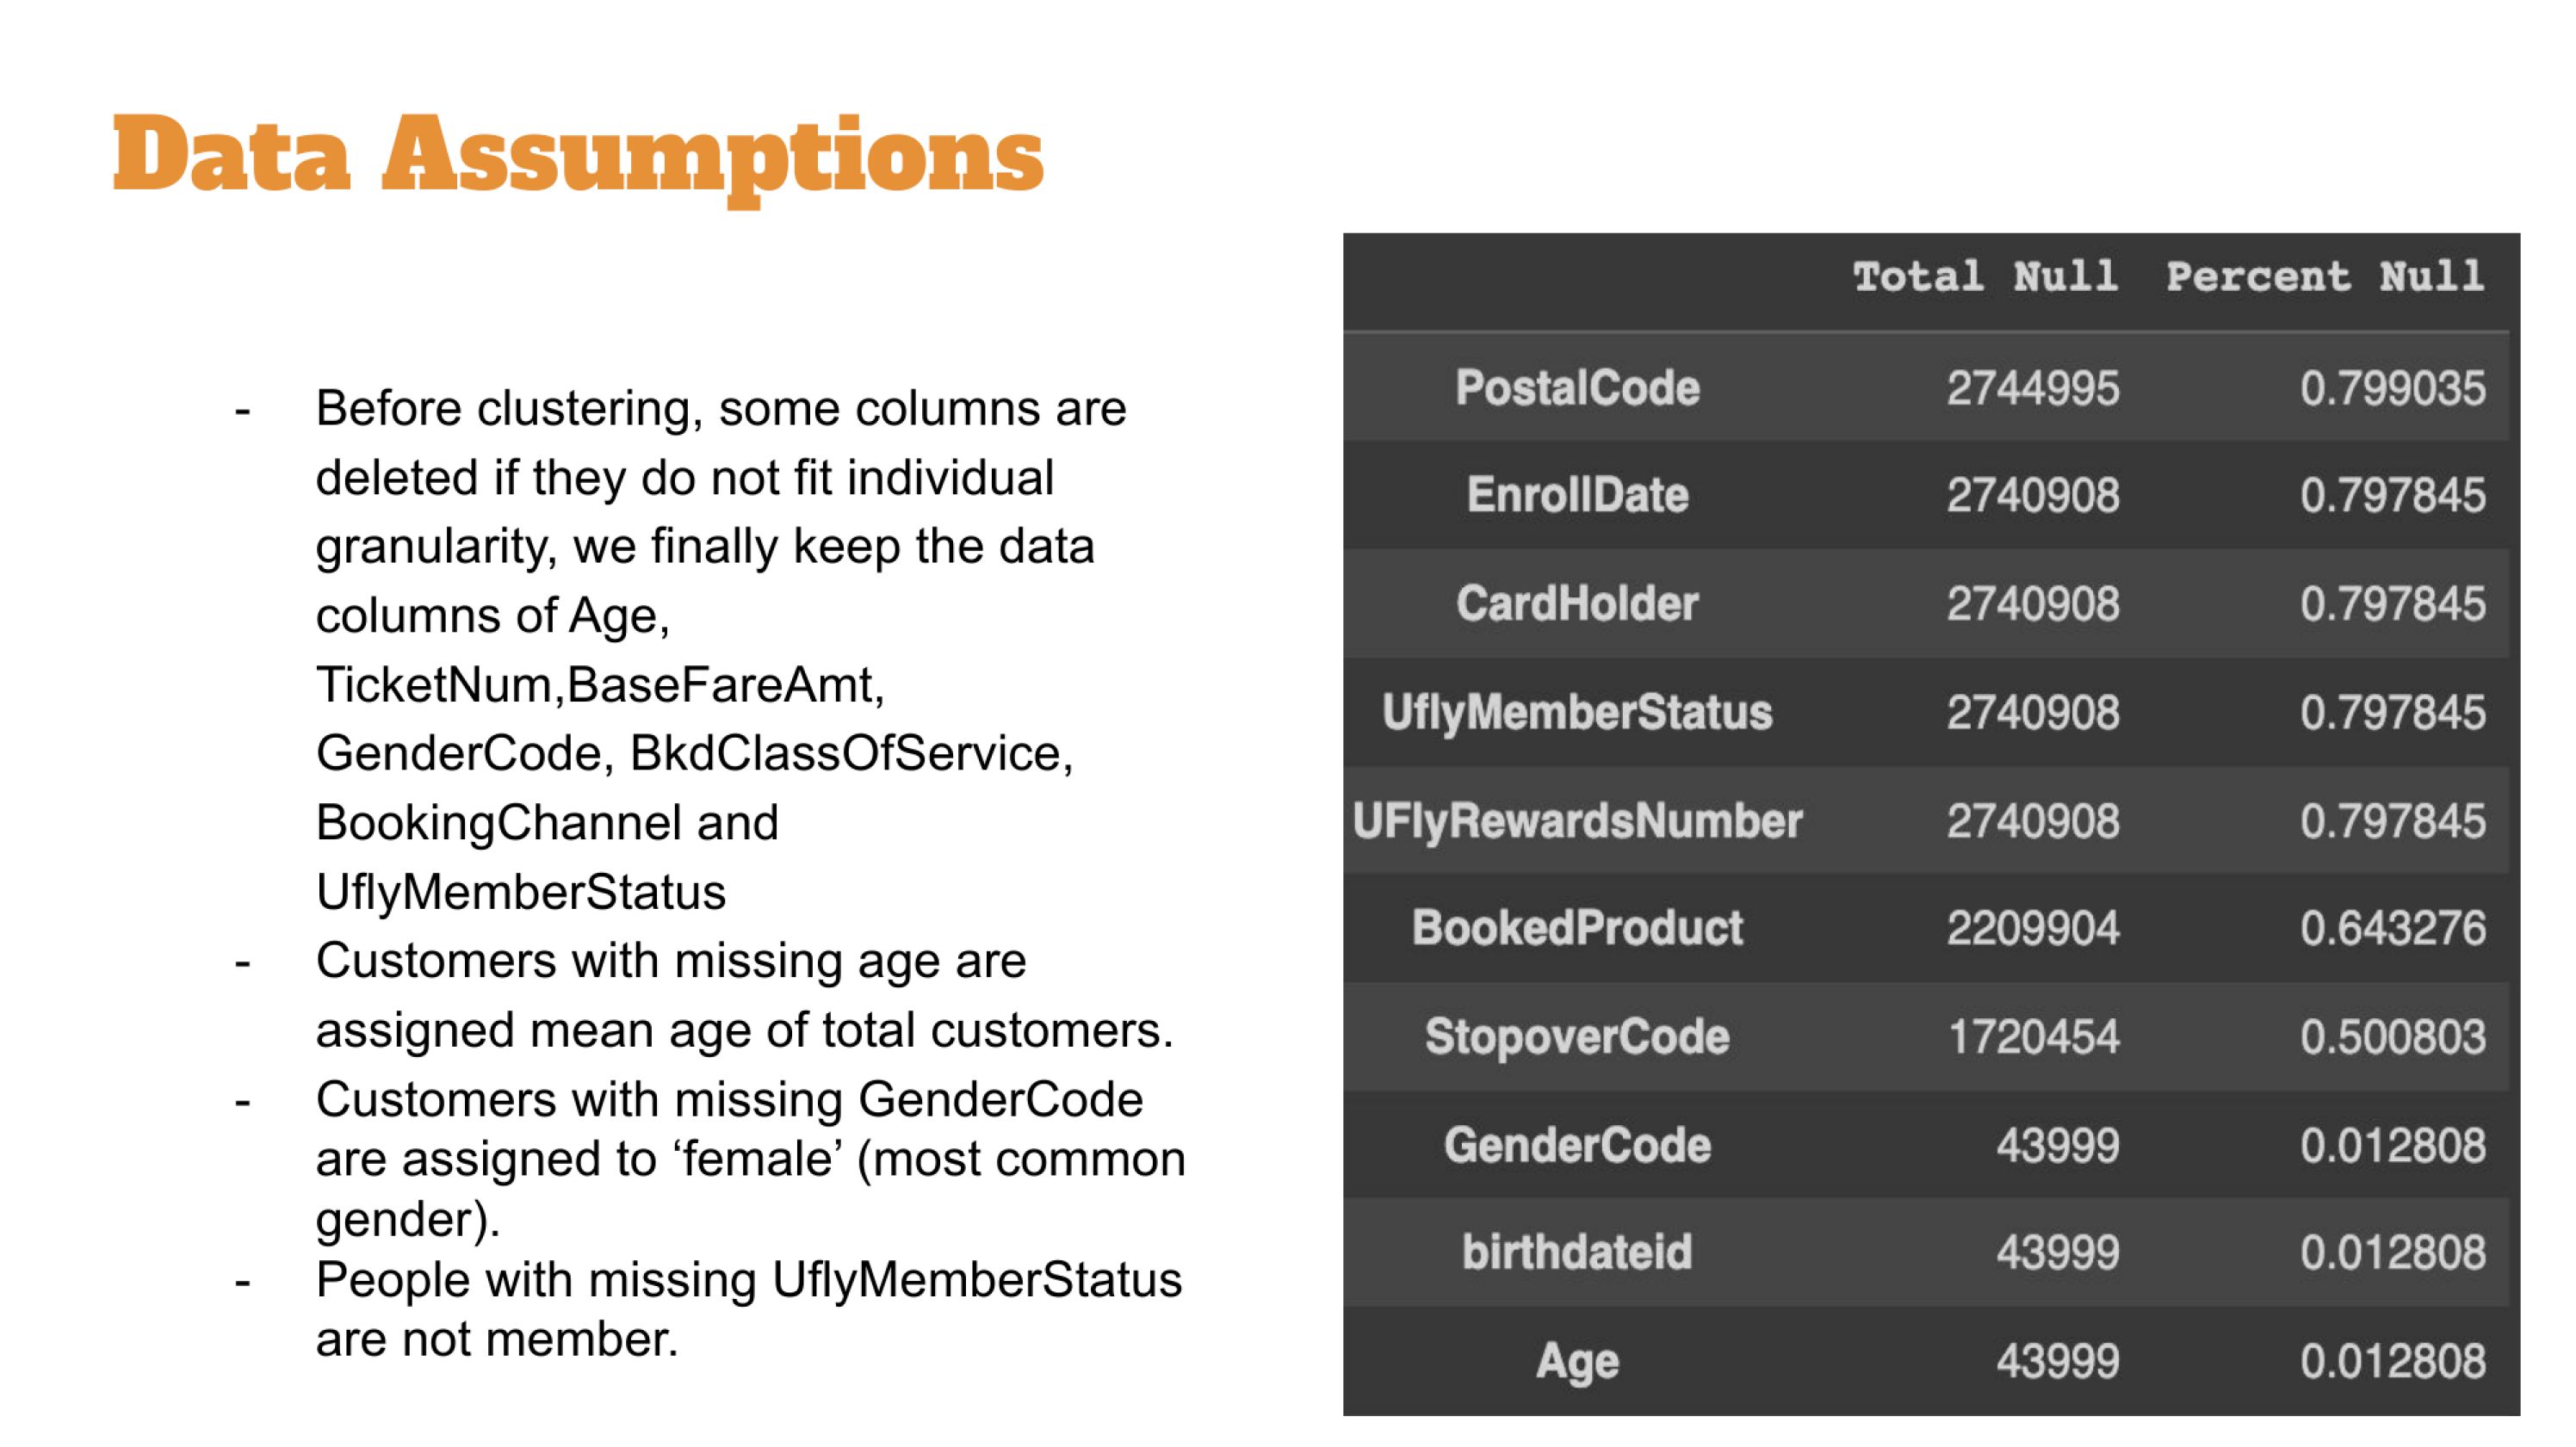 Data Assumptions
- Before clustering, some columns are
deleted if they do not fit individual
granularity, we finally keep the data
columns of Age,
TicketNum,BaseFareAmt,
GenderCode, BkdClassOfService,
BookingChannel and
UflyMemberStatus
- Customers with missing age are
assigned mean age of total customers.
- Customers with missing GenderCode
are assigned to ‘female’ (most common
gender).
- People with missing UflyMemberStatus
are not member.
Total Null Percent Null
PostalCode 2744995 0.799035
EnrollDate 2740908 0.797845
CardHolder 2740908 0.797845
UflyMemberStatus 2740908 0.797845
UFlyRewardsNumber 2740908 0.797845
BookedProduct 2209904 0.643276
StopoverCode 1720454 0.500803
GenderCode 43999 0.012808
birthdateid 43999 0.012808
Age 43999 0.012808